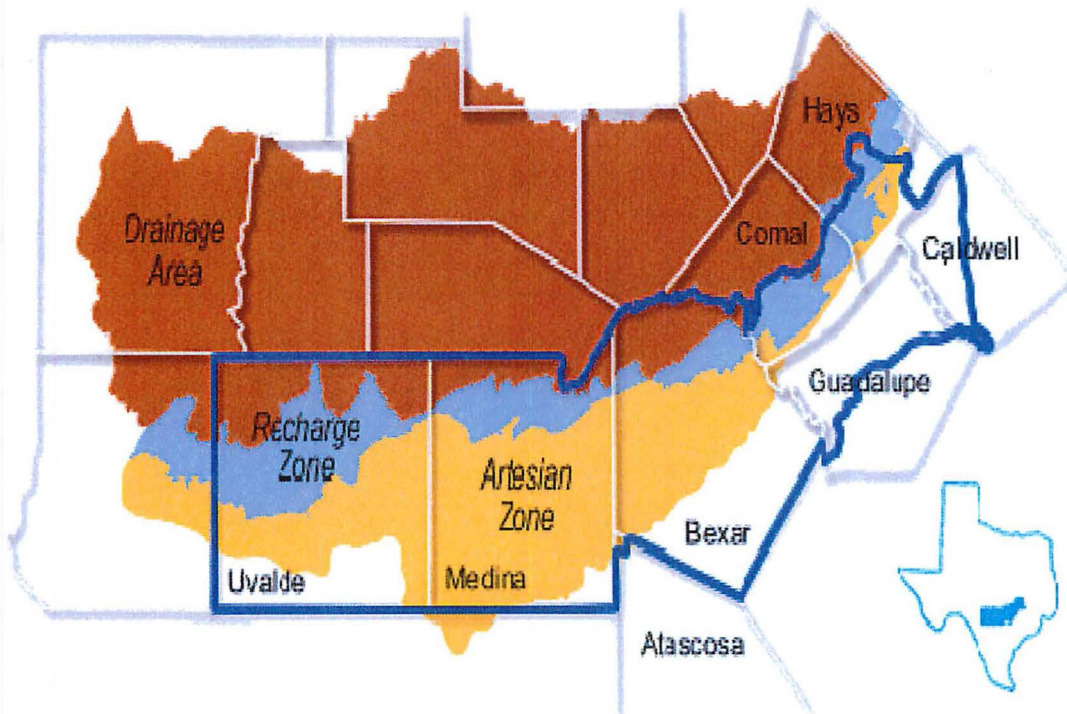 Hays
Drainage
Area
Comal
Caldwell
Guadalupe
Recharge
Zone
Artesian
Zone
Bexar
Uvalde
Medina
Atascosa